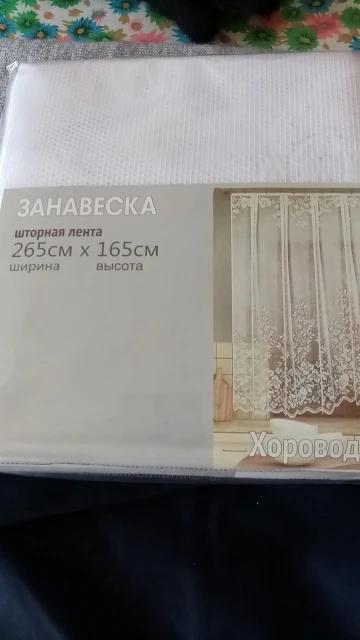 ЗАНАВЕСКА
шторная лента
265см х 165см
ширина высота
Хоровод